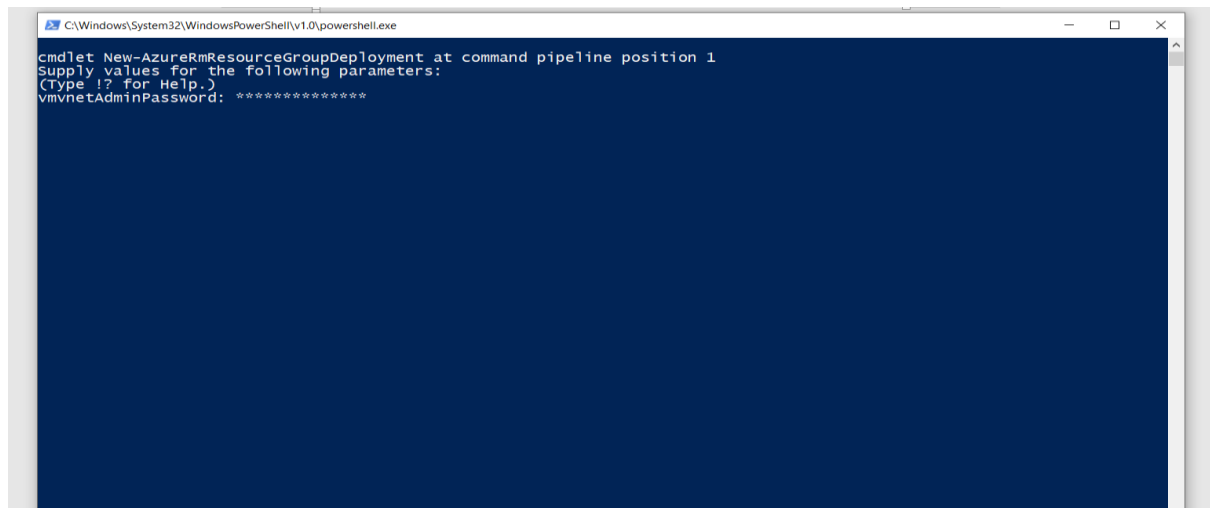 C:\Windows\System32\WindowsPowerShell\v1.0\powershell.exe
cmdlet New-AzureRmResourceGroupDeployment at command pipeline position 1
Supply values for the following parameters:
(Type !? for Help.)
vmvnetAdminPassword: **************